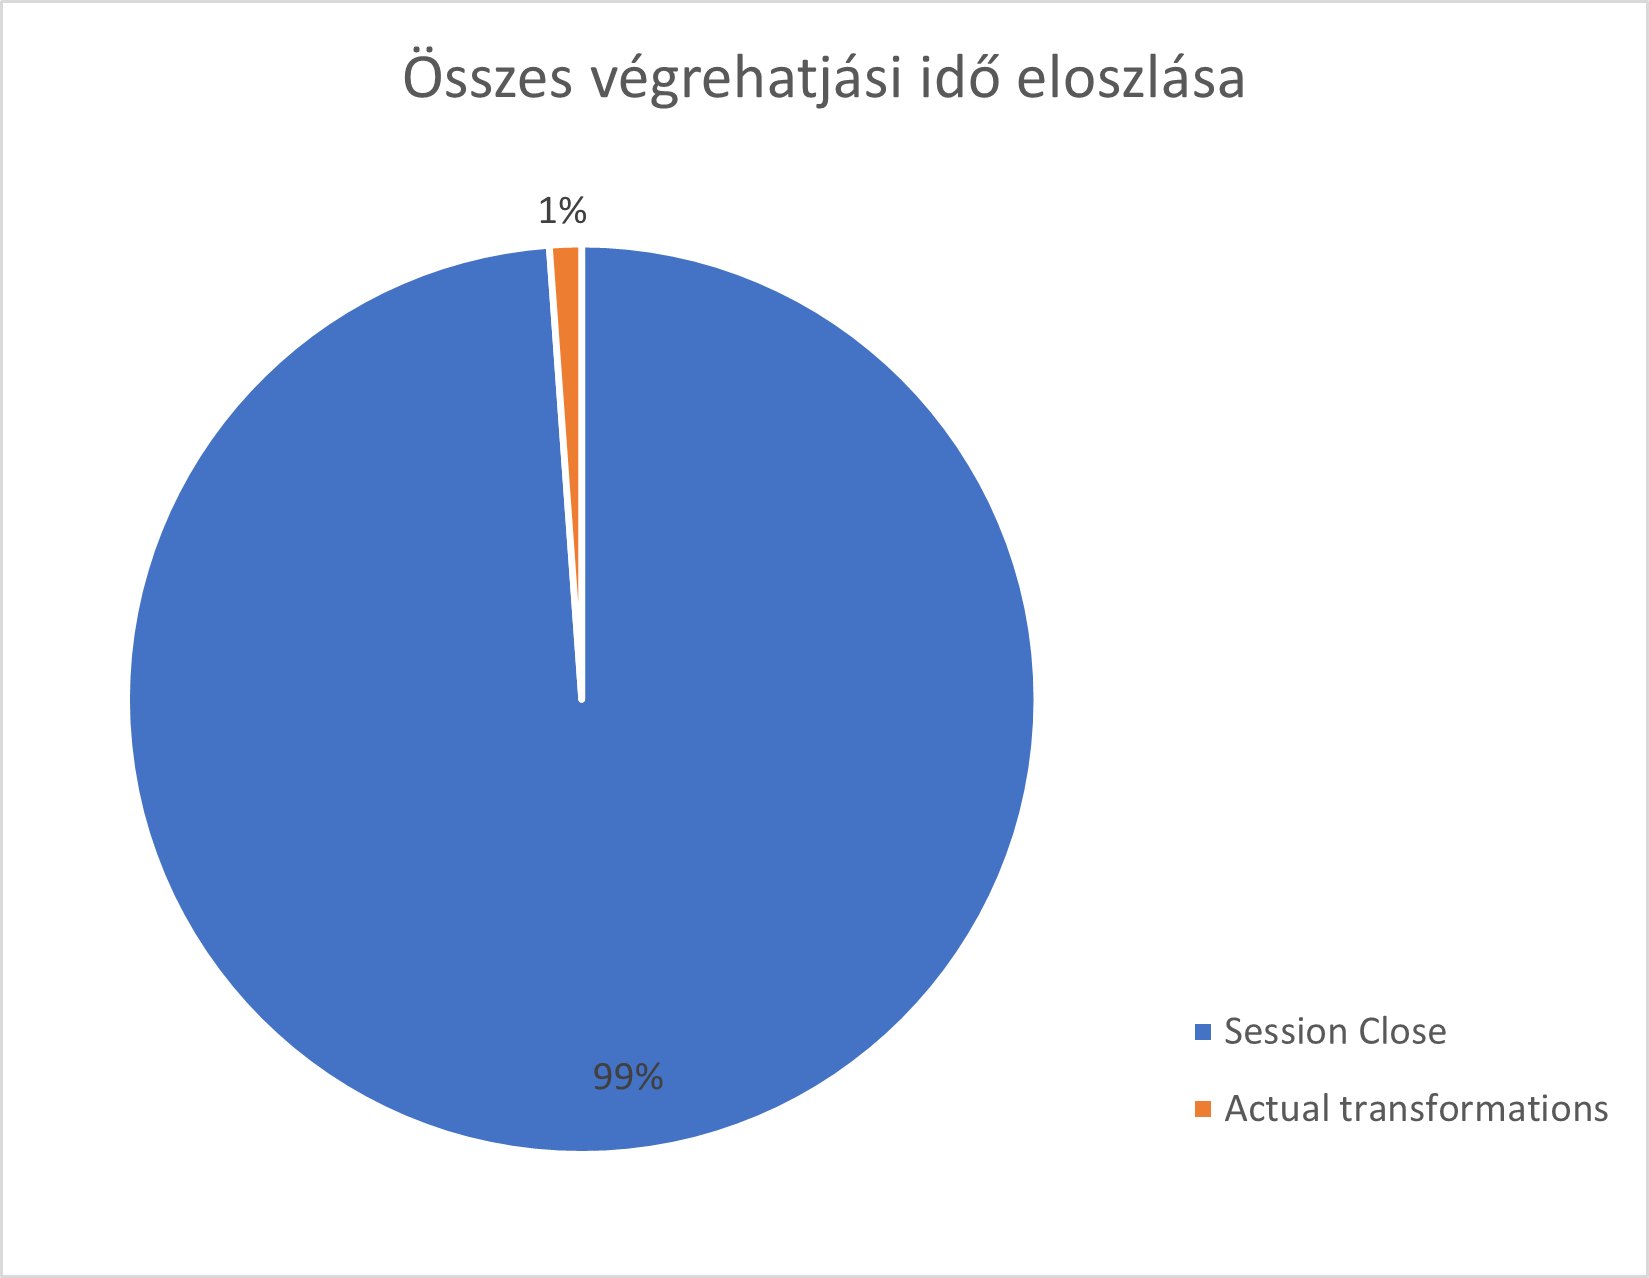 Összes végrehatjási idő eloszlása
1%
99%
Session Close
Actual transformations